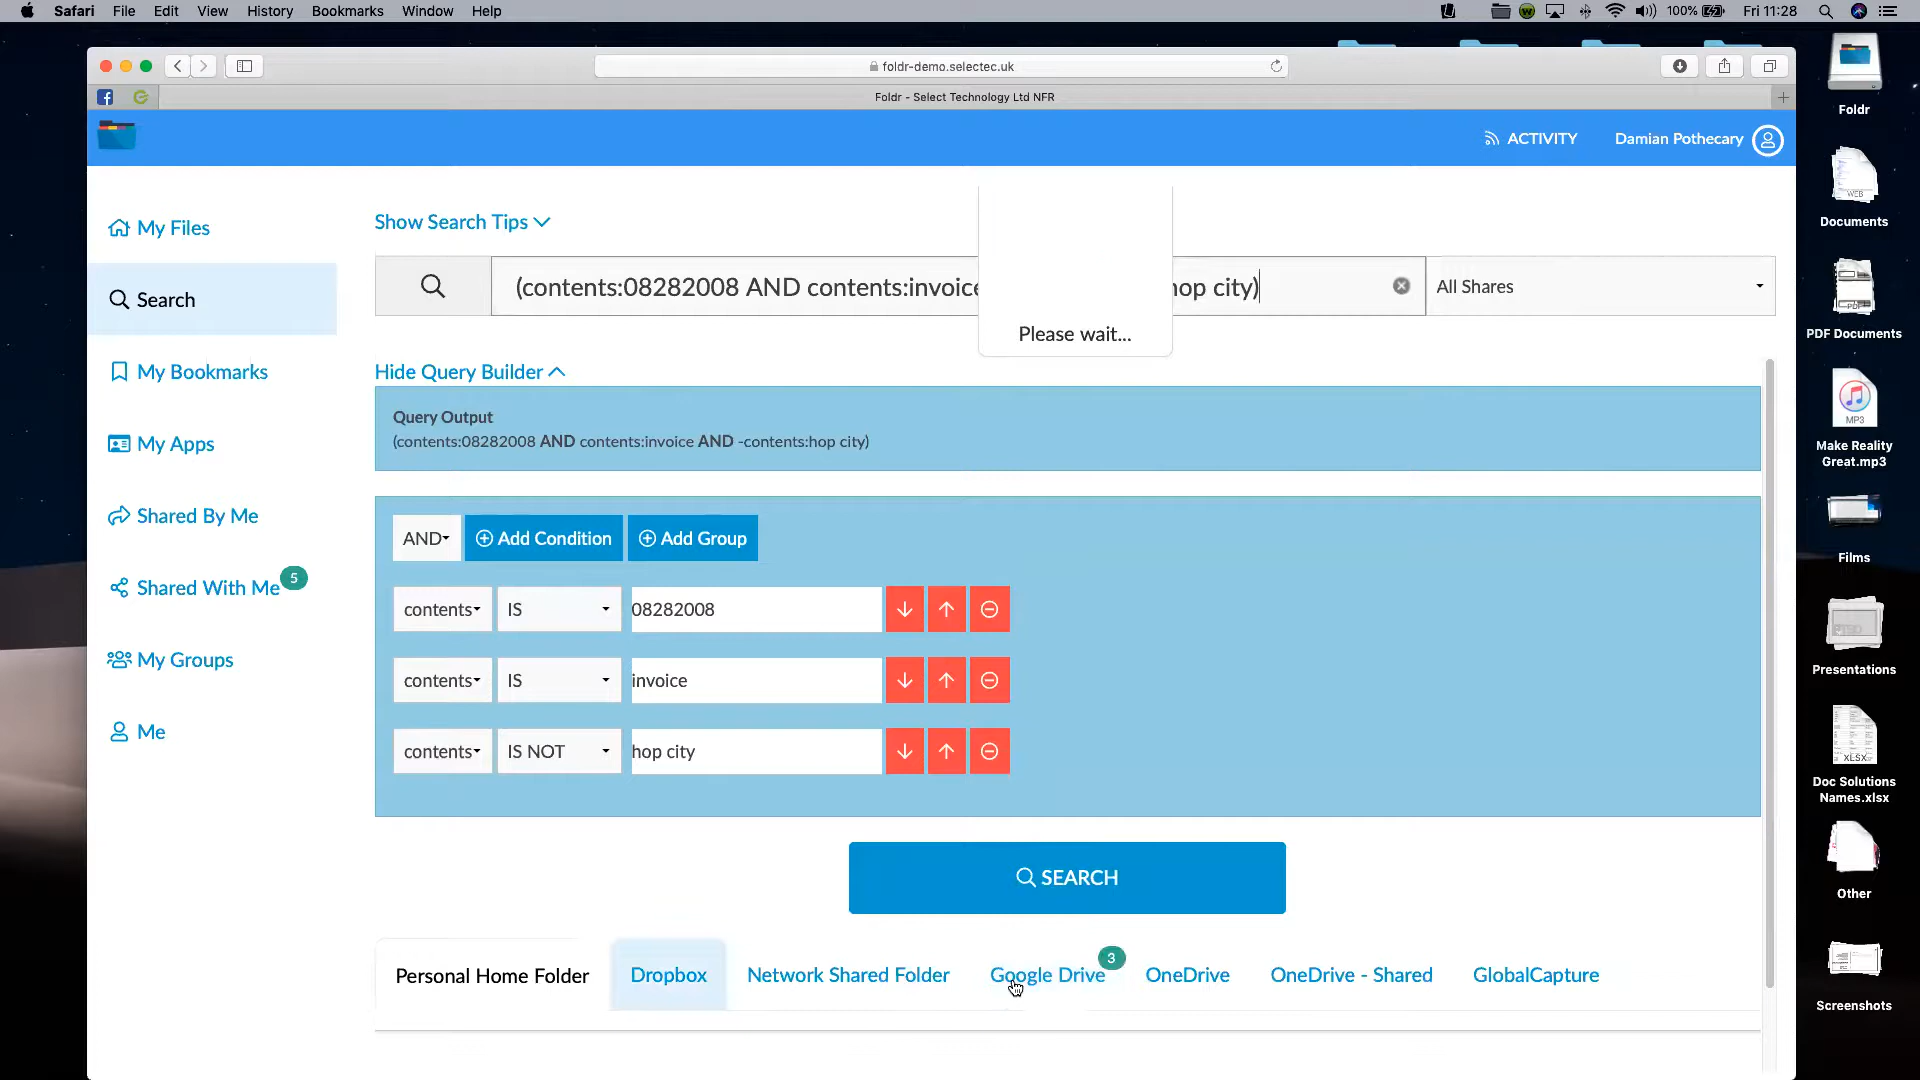 Safari File Edit View History Bookmarks Window Help
100% Fri 11:28
foldr-demo.selectec.uk
Foldr - Select Technology Ltd NFR
ACTIVITY Damian Pothecary
My Files
Search
My Bookmarks
My Apps
Shared By Me
Shared With Me 5
My Groups
Me
Show Search Tips
(contents:08282008 AND contents:invoice hop city) All Shares
Please wait...
Hide Query Builder
Query Output
(contents:08282008 AND contents:invoice AND -contents:hop city)
AND Add Condition Add Group
contents IS 08282008
contents IS invoice
contents IS NOT hop city
SEARCH
Personal Home Folder Dropbox Network Shared Folder Google Drive 3 OneDrive OneDrive - Shared GlobalCapture
Foldr
WEB
Documents
PDF
PDF Documents
MP3
Make Reality
Great.mp3
Films
Presentations
XLSX
Doc Solutions
Names.xlsx
Other
Screenshots